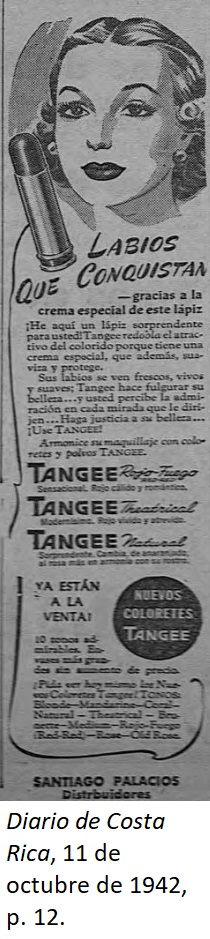 LABIOS
QUE CONQUISTAN
—gracias a la
crema especial de este lápiz
¡He aquí un lápiz sorprendente
para usted! Tangee redobla el atrac-
tivo del colorido porque tiene una
crema especial, que además, sua-
viza y protege.
Sus labios se ven frescos, vivos
y suaves; Tangee hace fulgurar su
belleza...y usted percibe la admi-
ración en cada mirada que le diri-
jen...Haga justicia a su belleza...
¡Use TANGEE!
Armonice su maquillaje con colo-
retes y polvos TANGEE.
TANGEE Rojo-Fuego
Sensacional. Rojo cálido y romántico.
TANGEE Theatrical
Modernísimo. Rojo vívido y atrevido.
TANGEE Natural
Sorprendente. Cambia, de anaranjado,
al rosa más en armonía con su rostro.
¡YA ESTÁN
A LA
VENTA!
NUEVOS
COLORETES
TANGEE
10 tonos ad-
mirables. En-
vases más gran-
des sin aumento de precio.
¡Pida ser hoy mismo los Nue-
vos Coloretes Tangee! TONOS:
Blonde—Mandarine—Coral—
Natural—Theatrical—Bru-
nette—Medium—Rojo-Fuego
(Red-Red)—Rose—Old Rose.
SANTIAGO PALACIOS
Distribuidores
Diario de Costa
Rica, 11 de
octubre de 1942,
p. 12.